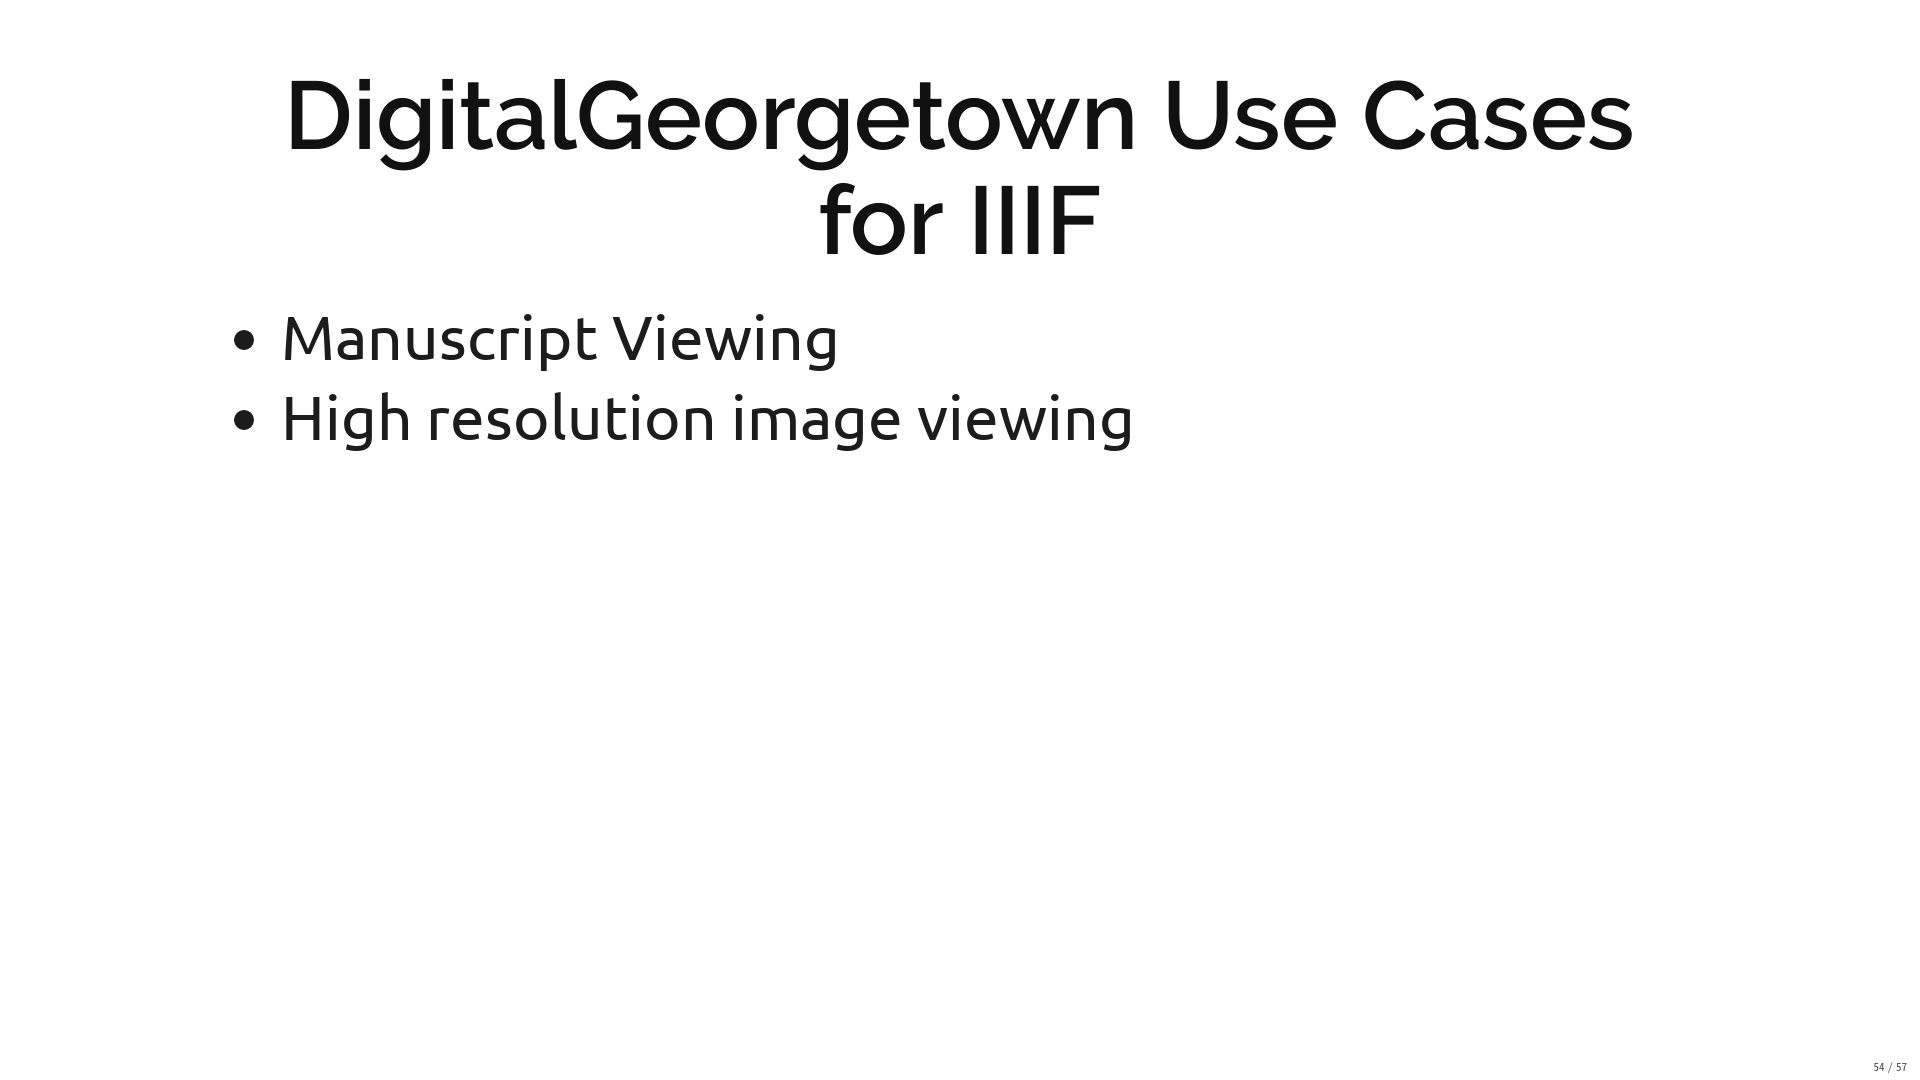 DigitalGeorgetown Use Cases
for IIIF
• Manuscript Viewing
• High resolution image viewing
54 / 57